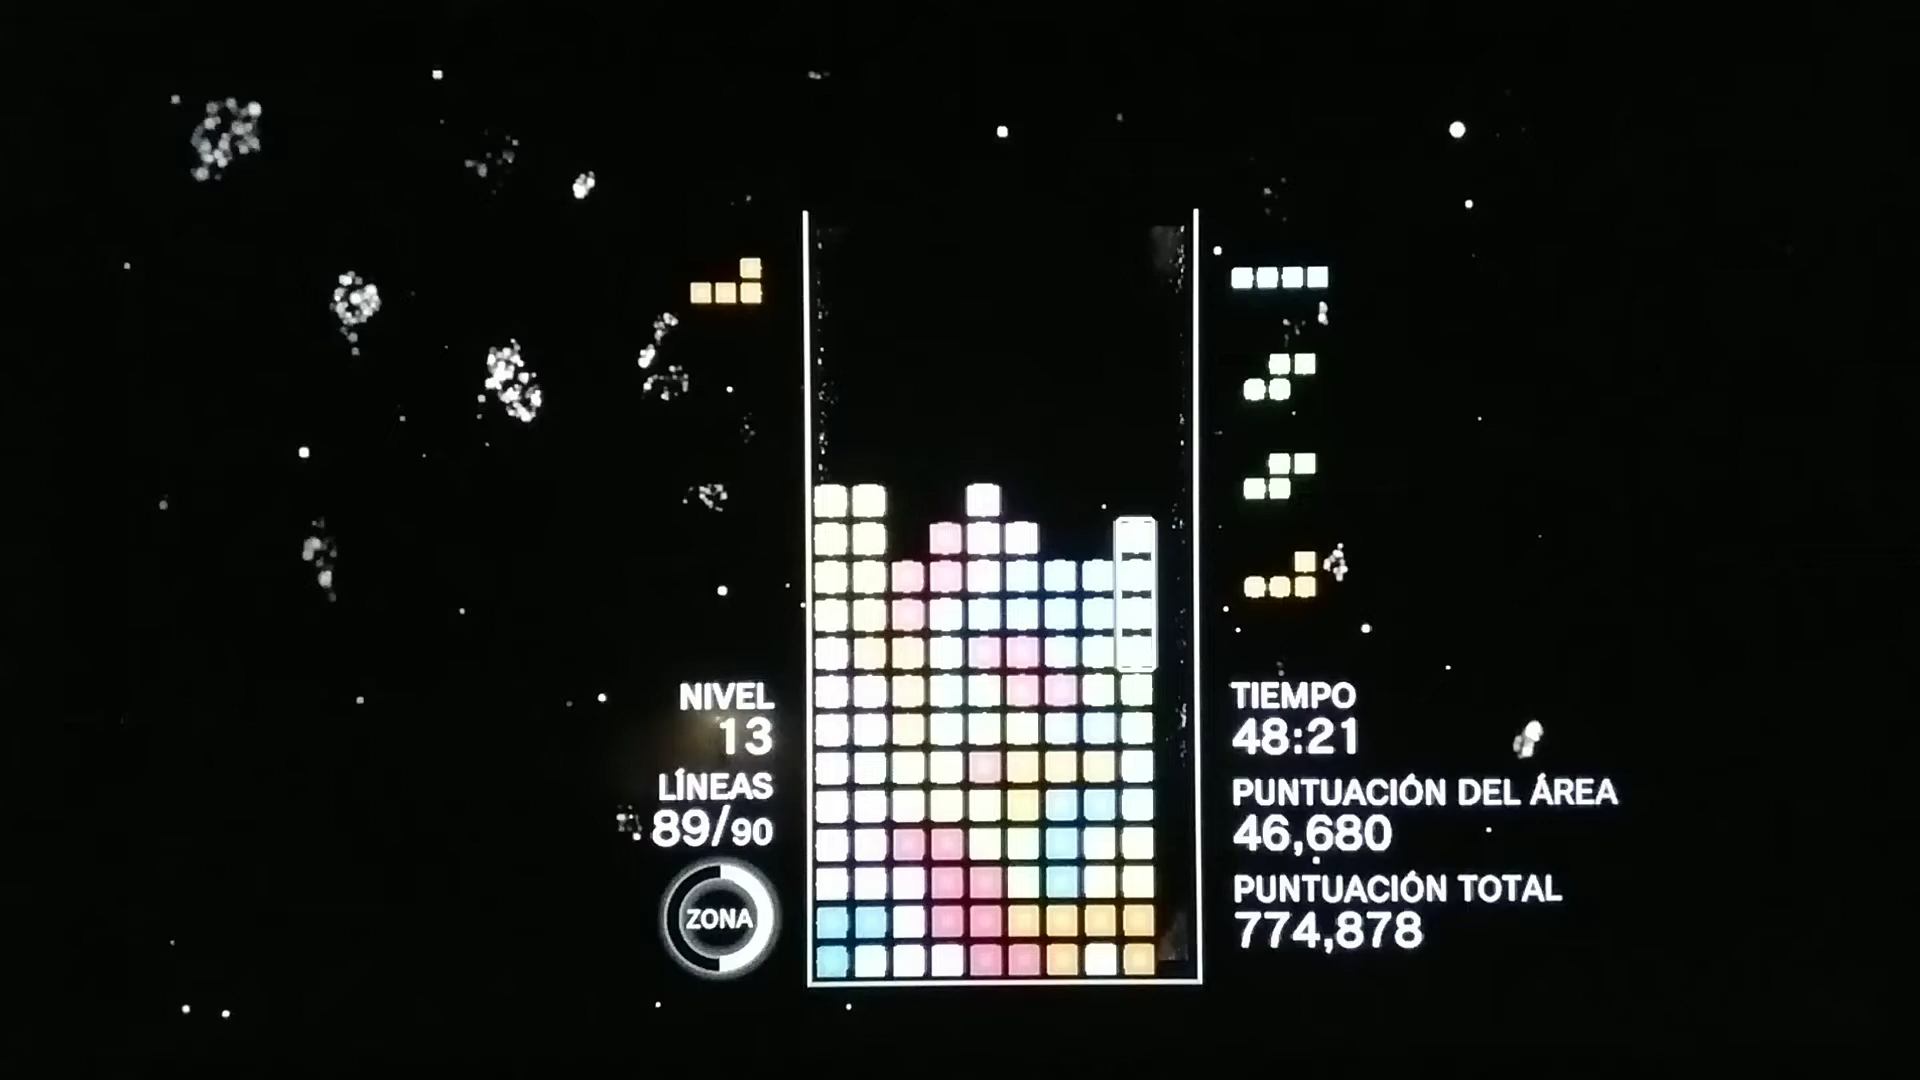 NIVEL
13
LÍNEAS
89/90
ZONA
TIEMPO
48:21
PUNTUACIÓN DEL ÁREA
46,680
PUNTUACIÓN TOTAL
774,878